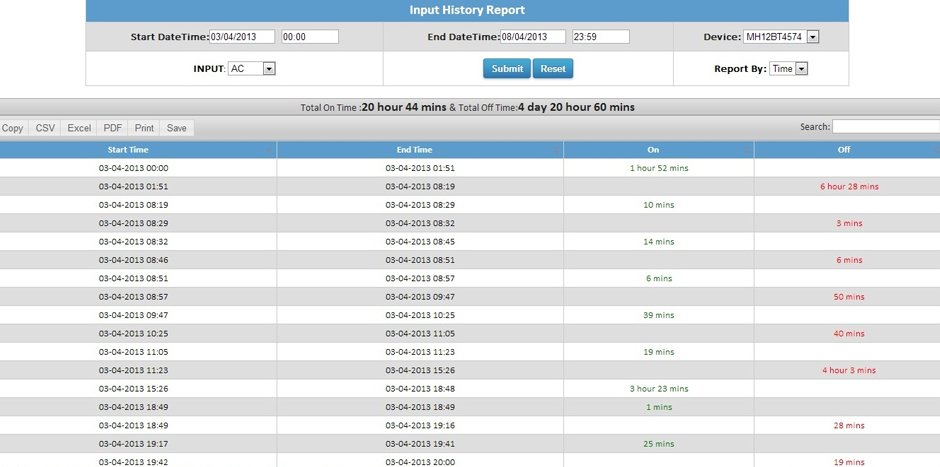 Input History Report
Start DateTime: 03/04/2013 00:00 End DateTime: 08/04/2013 23:59 Device: MH12BT4574
INPUT: AC Submit Reset Report By: Time
Total On Time :20 hour 44 mins & Total Off Time:4 day 20 hour 60 mins
Copy CSV Excel PDF Print Save Search:
Start Time End Time On Off
03-04-2013 00:00 03-04-2013 01:51 1 hour 52 mins
03-04-2013 01:51 03-04-2013 08:19 6 hour 28 mins
03-04-2013 08:19 03-04-2013 08:29 10 mins
03-04-2013 08:29 03-04-2013 08:32 3 mins
03-04-2013 08:32 03-04-2013 08:45 14 mins
03-04-2013 08:46 03-04-2013 08:51 6 mins
03-04-2013 08:51 03-04-2013 08:57 6 mins
03-04-2013 08:57 03-04-2013 09:47 50 mins
03-04-2013 09:47 03-04-2013 10:25 39 mins
03-04-2013 10:25 03-04-2013 11:05 40 mins
03-04-2013 11:05 03-04-2013 11:23 19 mins
03-04-2013 11:23 03-04-2013 15:26 4 hour 3 mins
03-04-2013 15:26 03-04-2013 18:48 3 hour 23 mins
03-04-2013 18:49 03-04-2013 18:49 1 mins
03-04-2013 18:49 03-04-2013 19:16 28 mins
03-04-2013 19:17 03-04-2013 19:41 25 mins
03-04-2013 19:42 03-04-2013 20:00 19 mins